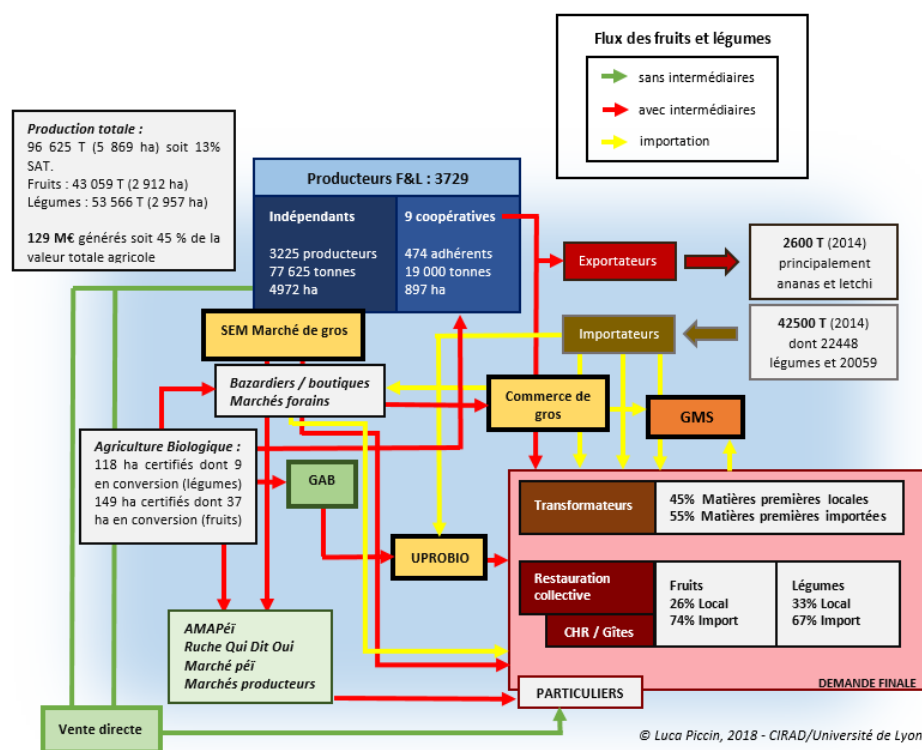 Flux des fruits et légumes
sans intermédiaires
avec intermédiaires
importation
Production totale :
96 625 T (5 869 ha) soit 13%
SAT.
Fruits : 43 059 T (2 912 ha)
Légumes : 53 566 T (2 957 ha)
129 M€ générés soit 45 % de la
valeur totale agricole
Producteurs F&L : 3729
Indépendants
3225 producteurs
77 625 tonnes
4972 ha
9 coopératives
474 adhérents
19 000 tonnes
897 ha
Exportateurs
2600 T (2014)
principalement
ananas et letchi
Importateurs
42500 T (2014)
dont 22448
légumes et 20059
SEM Marché de gros
Bazardiers / boutiques
Marchés forains
Commerce de
gros
GMS
Agriculture Biologique :
118 ha certifiés dont 9
en conversion (légumes)
149 ha certifiés dont 37
ha en conversion (fruits)
GAB
UPROBIO
Transformateurs
45% Matières premières locales
55% Matières premières importées
Restauration
collective
CHR / Gîtes
Fruits
26% Local
74% Import
Légumes
33% Local
67% Import
DEMANDE FINALE
AMAPéï
Ruche Qui Dit Oui
Marché péï
Marchés producteurs
PARTICULIERS
Vente directe
© Luca Piccin, 2018 - CIRAD/Université de Lyon